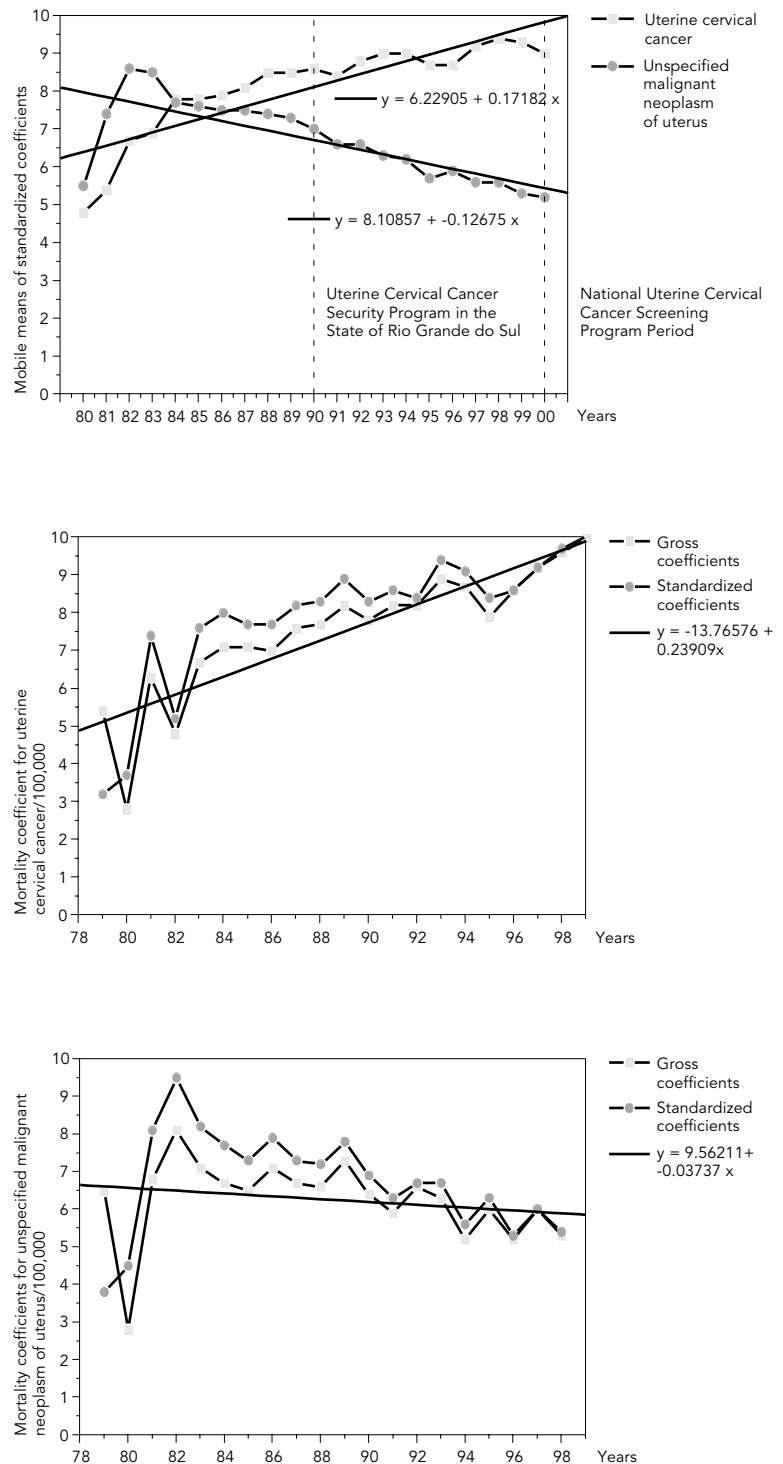 Mobile means of standardized coefficients
10
9
8
7
6
5
4
3
2
1
0
80 81 82 83 84 85 86 87 88 89 90 91 92 93 94 95 96 97 98 99 00 Years
y = 6.22905 + 0.17182 x
y = 8.10857 + -0.12675 x
Uterine Cervical Cancer
Security Program in the
State of Rio Grande do Sul
National Uterine Cervical
Cancer Screening
Program Period
Uterine cervical
cancer
Unspecified
malignant
neoplasm
of uterus
Mortality coefficient for uterine
cervical cancer/100,000
10
9
8
7
6
5
4
3
2
1
0
78 80 82 84 86 88 90 92 94 96 98 Years
Gross
coefficients
Standardized
coefficients
y = -13.76576 +
0.23909x
Mortality coefficients for unspecified malignant
neoplasm of uterus/100,000
10
9
8
7
6
5
4
3
2
1
0
78 80 82 84 86 88 90 92 94 96 98 Years
Gross
coefficients
Standardized
coefficients
y = 9.56211+
-0.03737 x